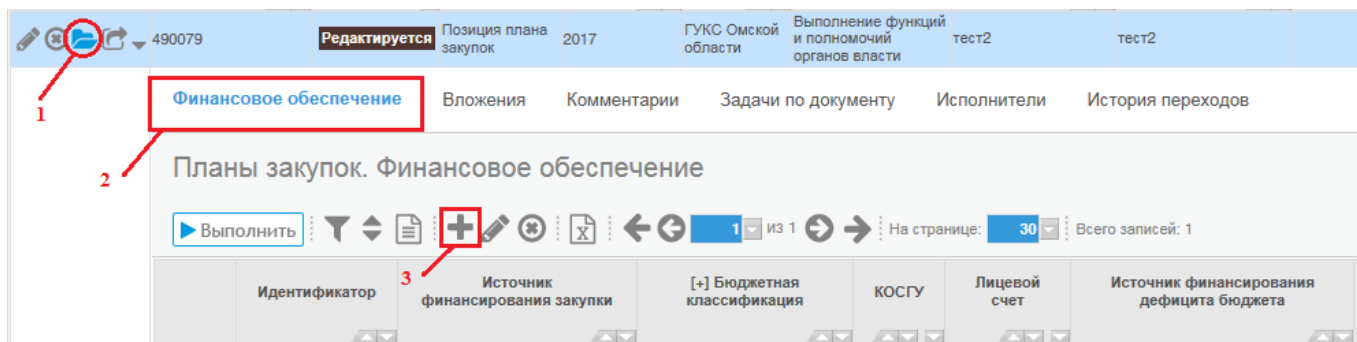 490079 Редактируется Позиция плана закупок 2017 ГУКС Омской области Выполнение функций и полномочий органов власти тест2 тест2
1
Финансовое обеспечение Вложения Комментарии Задачи по документу Исполнители История переходов
2
Планы закупок. Финансовое обеспечение
Выполнить 1 из 1 На странице: 30 Всего записей: 1
3
Идентификатор Источник финансирования закупки [+] Бюджетная классификация КОСГУ Лицевой счет Источник финансирования дефицита бюджета